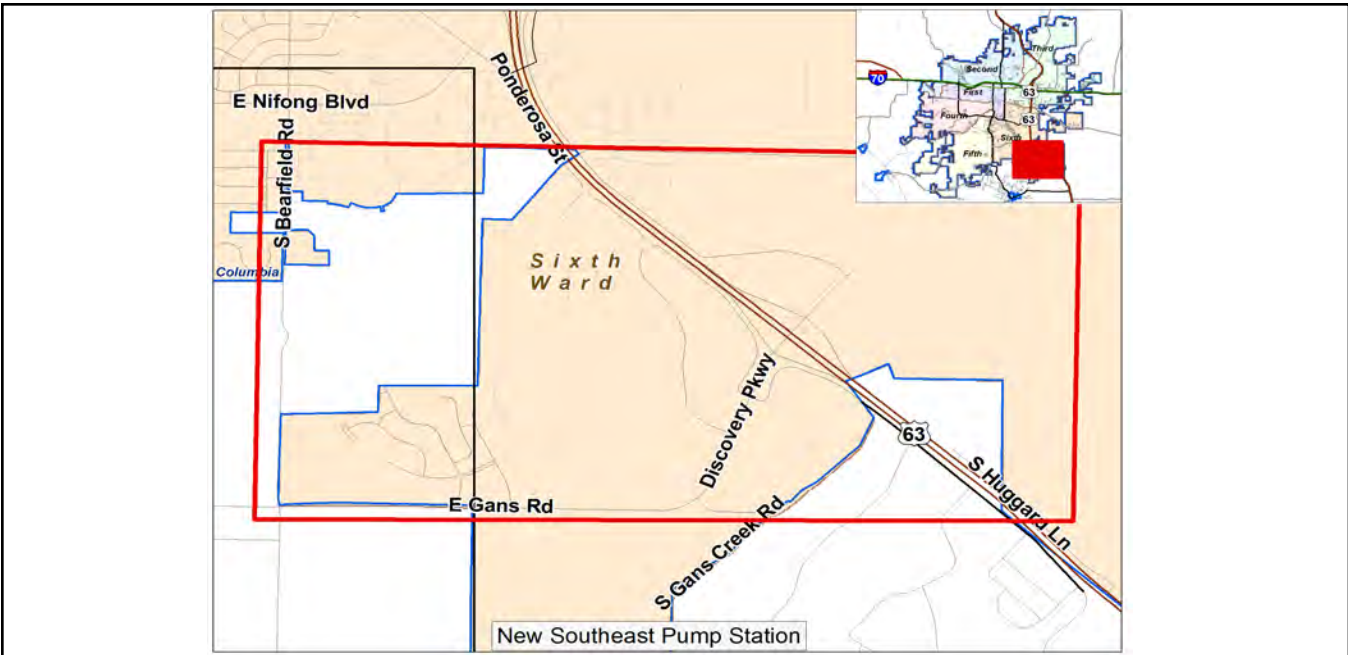 Ponderosa St
E Nifong Blvd
S Bearfield Rd
Columbia
Sixth
Ward
Discovery Pkwy
63
S Huggard Ln
E Gans Rd
S Gans Creek Rd
New Southeast Pump Station
Third
Second
70
63
First
63
Fourth
Sixth
Fifth